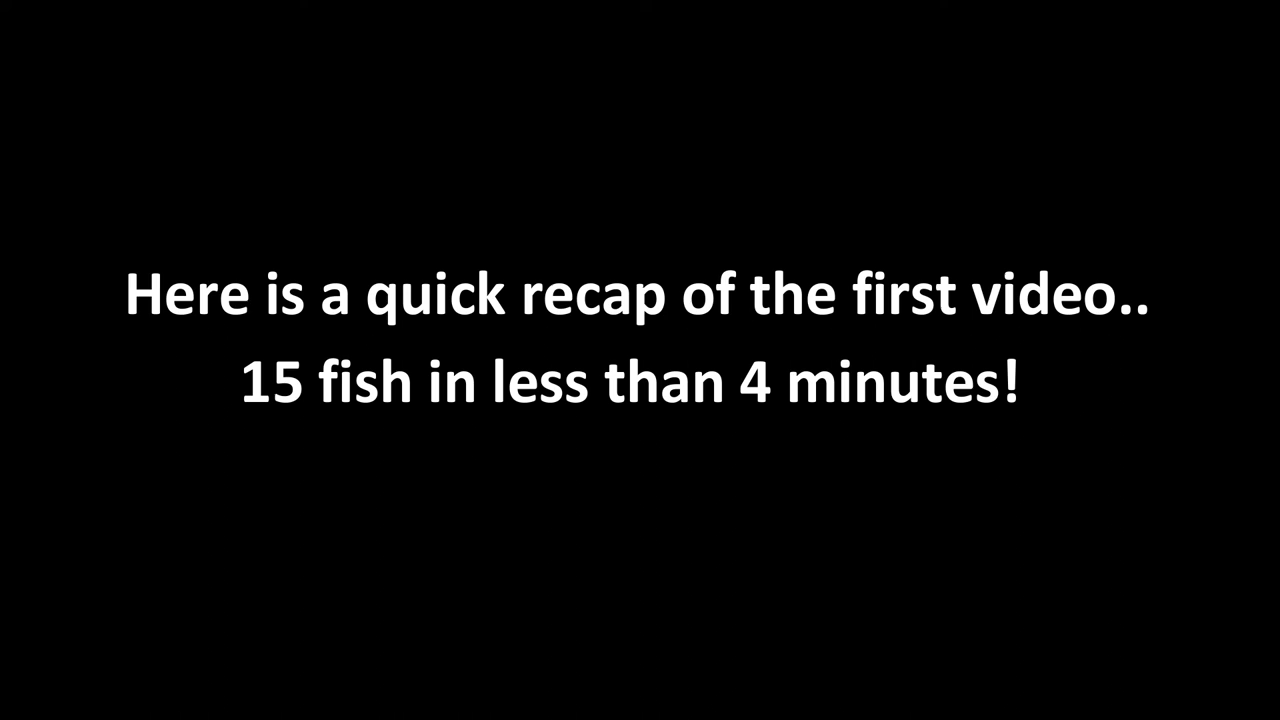 Here is a quick recap of the first video..
15 fish in less than 4 minutes!